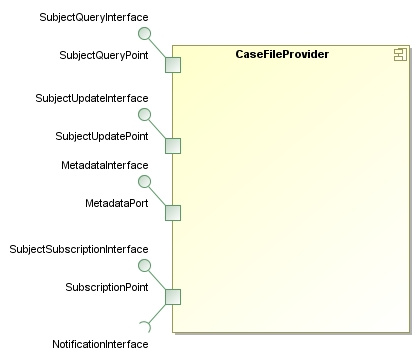 SubjectQueryInterface
SubjectQueryPoint
CaseFileProvider
SubjectUpdateInterface
SubjectUpdatePoint
MetadataInterface
MetadataPort
SubjectSubscriptionInterface
SubscriptionPoint
NotificationInterface